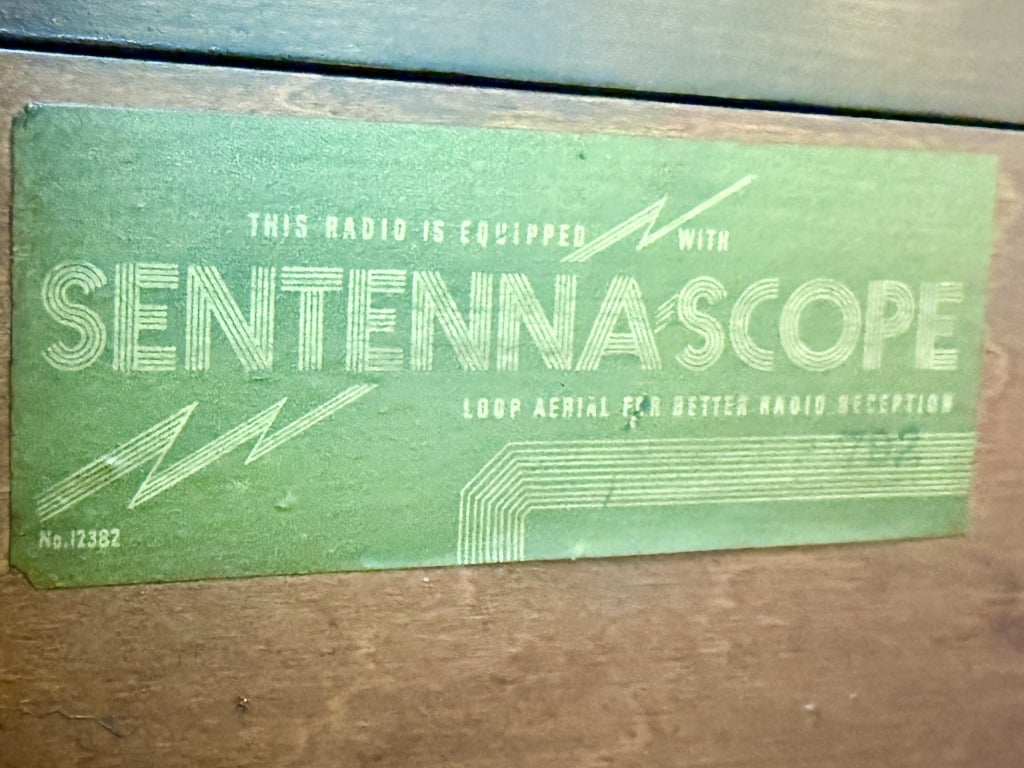 THIS RADIO IS EQUIPPED WITH
SENTENNA-SCOPE
LOOP AERIAL FOR BETTER RADIO RECEPTION
No.12382